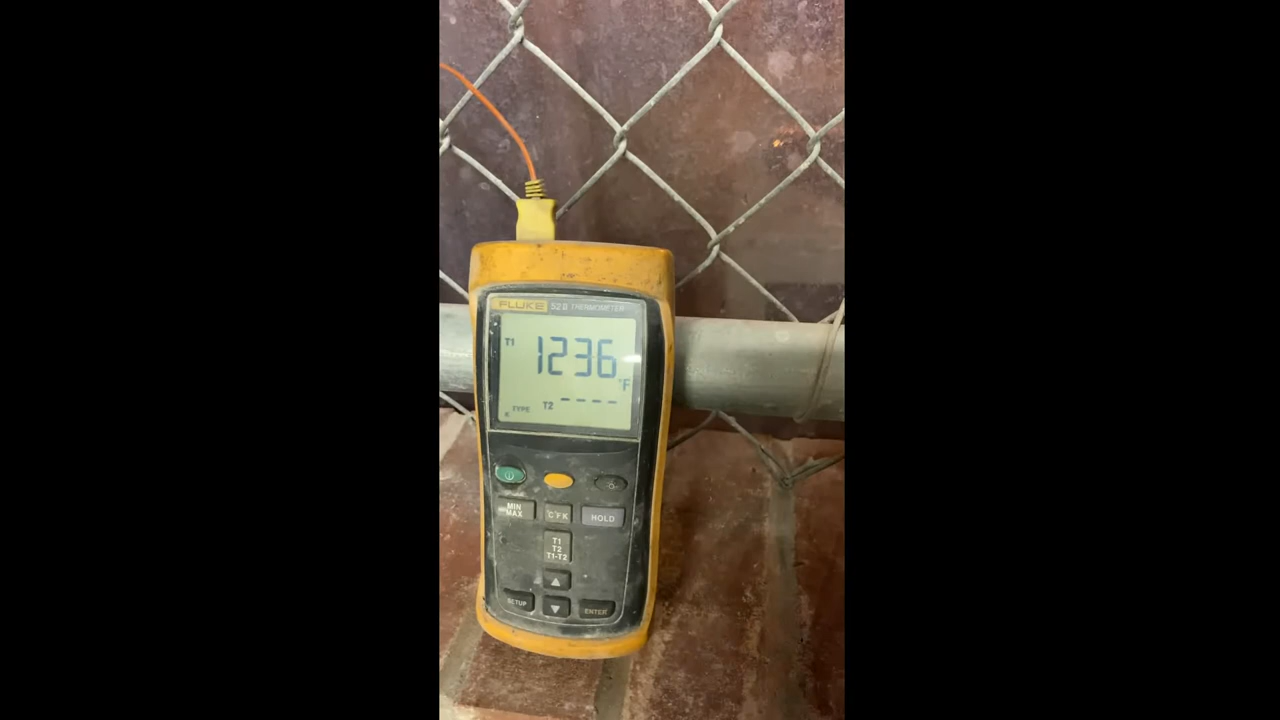 FLUKE 52 II THERMOMETER
T1 1236 °F
K TYPE T2 ----
MIN MAX
°C °F K
HOLD
T1
T2
T1-T2
SETUP
ENTER